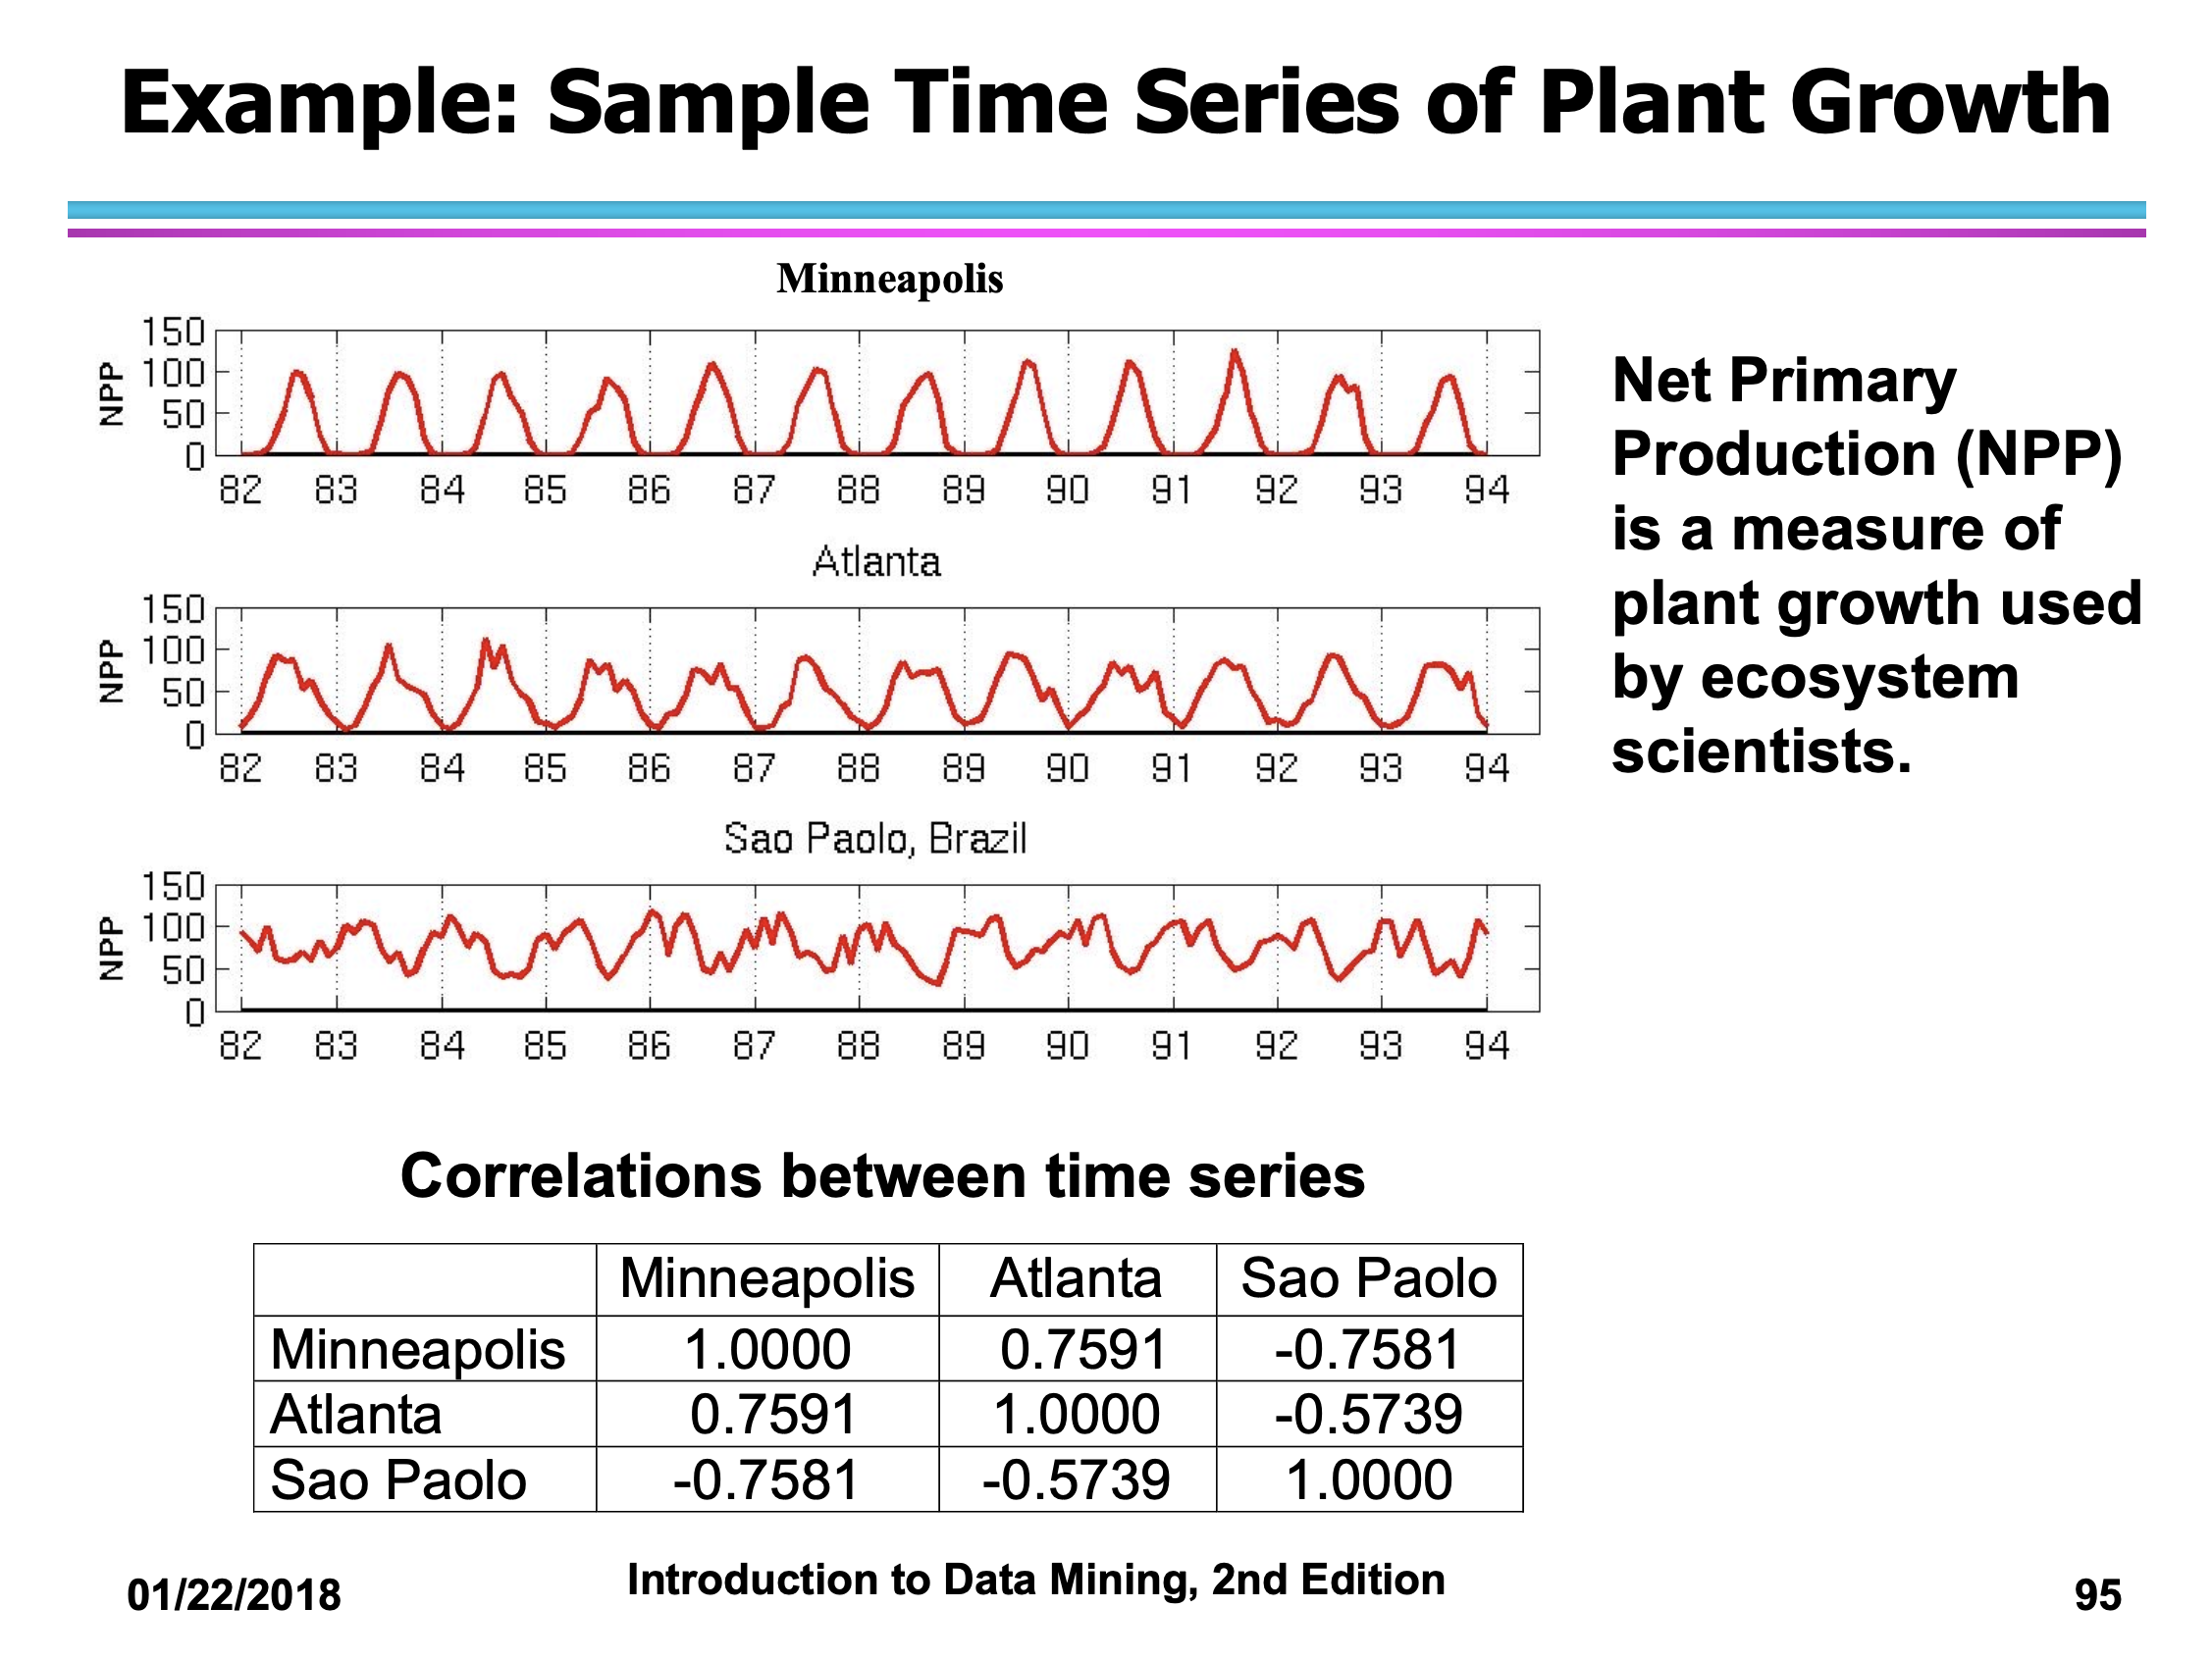 Example: Sample Time Series of Plant Growth
Minneapolis
NPP
150
100
50
0
82 83 84 85 86 87 88 89 90 91 92 93 94
Atlanta
NPP
150
100
50
0
82 83 84 85 86 87 88 89 90 91 92 93 94
Sao Paolo, Brazil
NPP
150
100
50
0
82 83 84 85 86 87 88 89 90 91 92 93 94
Net Primary
Production (NPP)
is a measure of
plant growth used
by ecosystem
scientists.
Correlations between time series
Minneapolis Atlanta Sao Paolo
Minneapolis 1.0000 0.7591 -0.7581
Atlanta 0.7591 1.0000 -0.5739
Sao Paolo -0.7581 -0.5739 1.0000
01/22/2018 Introduction to Data Mining, 2nd Edition 95